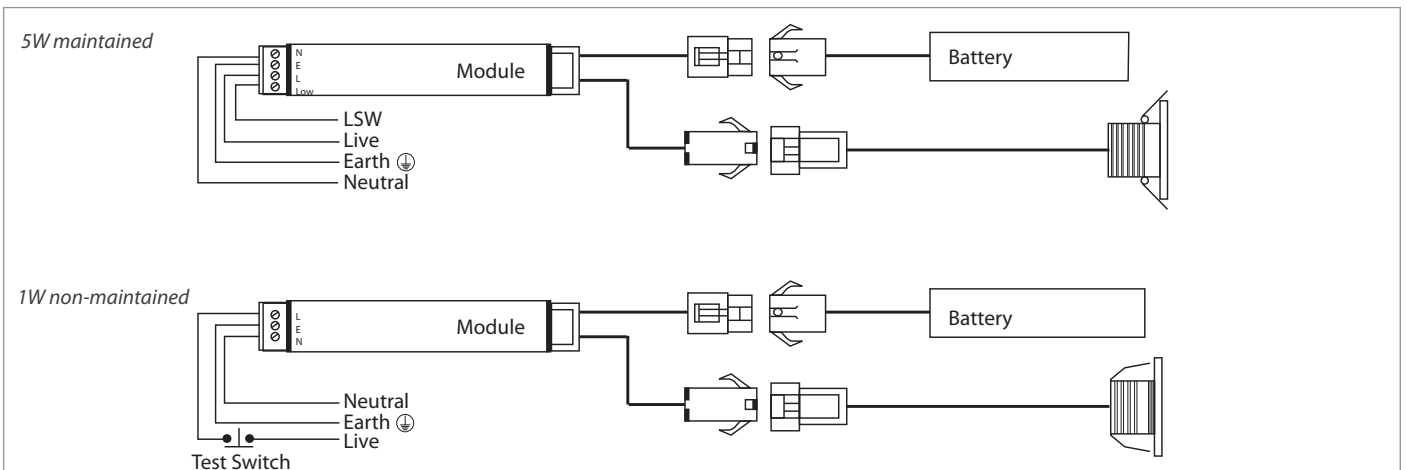 5W maintained
N
E
L
Low
Module
Battery
LSW
Live
Earth
Neutral
1W non-maintained
L
E
N
Module
Battery
Neutral
Earth
Live
Test Switch